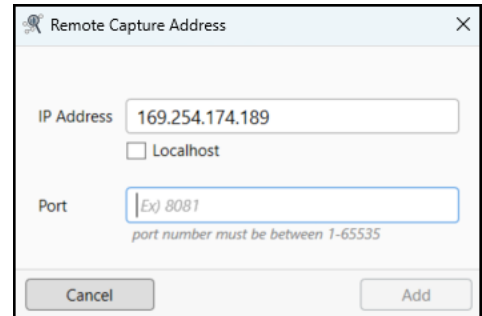 Remote Capture Address
IP Address 169.254.174.189
Localhost
Port Ex) 8081
port number must be between 1-65535
Cancel Add